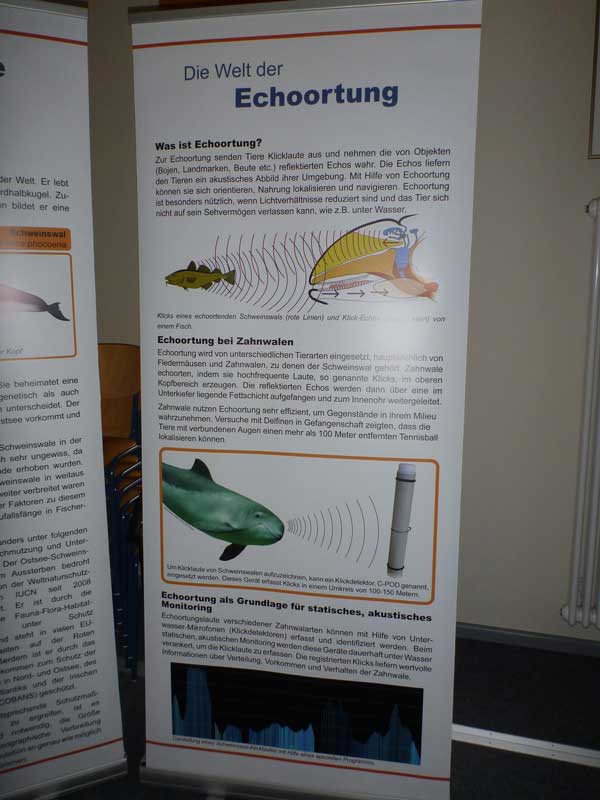 Die Welt der
Echoortung
Was ist Echoortung?
Zur Echoortung senden Tiere Klicklaute aus und nehmen die von Objekten
(Bojen, Landmarken, Beute etc.) reflektierten Echos wahr. Die Echos liefern
den Tieren ein akustisches Abbild ihrer Umgebung. Mit Hilfe von Echoortung
können sie sich orientieren, Nahrung lokalisieren und navigieren. Echoortung
ist besonders nützlich, wenn Lichtverhältnisse reduziert sind und das Tier sich
nicht auf sein Sehvermögen verlassen kann, wie z.B. unter Wasser.
Klicks eines echoortenden Schweinswals (rote Linien) und Klick-Echos von
einem Fisch.
Echoortung bei Zahnwalen
Echoortung wird von unterschiedlichen Tierarten eingesetzt, hauptsächlich von
Fledermäusen und Zahnwalen, zu denen der Schweinswal gehört. Zahnwale
echoorten, indem sie hochfrequente Laute, so genannte Klicks, im oberen
Kopfbereich erzeugen. Die reflektierten Echos werden dann über eine im
Unterkiefer liegende Fettschicht aufgefangen und zum Innenohr weitergeleitet.
Zahnwale nutzen Echoortung sehr effizient, um Gegenstände in ihrem Milieu
wahrzunehmen. Versuche mit Delfinen in Gefangenschaft zeigten, dass die
Tiere mit verbundenen Augen einen mehr als 100 Meter entfernten Tennisball
lokalisieren können.
Um Klicklaute von Schweinswalen aufzuzeichnen, kann ein Klickdetektor, C-POD genannt,
eingesetzt werden. Dieses Gerät erfasst Klicks in einem Umkreis von 100-150 Metern.
Echoortung als Grundlage für statisches, akustisches
Monitoring
Echoortungslaute verschiedener Zahnwalarten können mit Hilfe von Unter-
wasser-Mikrofonen (Klickdetektoren) erfasst und identifiziert werden. Beim
statischen, akustischen Monitoring werden diese Geräte dauerhaft unter Wasser
verankert, um die Klicklaute zu erfassen. Die registrierten Klicks liefern wertvolle
Informationen über Verteilung, Vorkommen und Verhalten der Zahnwale.
Darstellung eines Schweinswal-Klicklautes mit Hilfe eines speziellen Programms.
der Welt. Er lebt
rdhalbkugel. Zu-
en bildet er eine
Schweinswal
phocoena
Kopf
Sie beheimatet eine
genetisch als auch
n unterscheidet. Der
stsee vorkommt und
Schweinswale in der
ch sehr ungewiss, da
nde erhoben wurden.
weinswale in weitaus
weiter verbreitet waren
er Faktoren zu diesem
ufallsfänge in Fischer-
nders unter folgenden
chmutzung und Unter-
Der Ostsee-Schweins-
m Aussterben bedroht
on der Weltnaturschutz-
IUCN seit 2008
t. Er ist durch die
e Fauna-Flora-Habitat-
unter Schutz
nd steht in vielen EU-
auf der Roten
ßerdem ist er durch das
kommen zum Schutz der
in Nord- und Ostsee, des
tlantiks und der Irischen
COBANS) geschützt.
sprechende Schutzmaß-
zu ergreifen, ist es
notwendig, die Größe
ographische Verbreitung
ulation so genau wie möglich